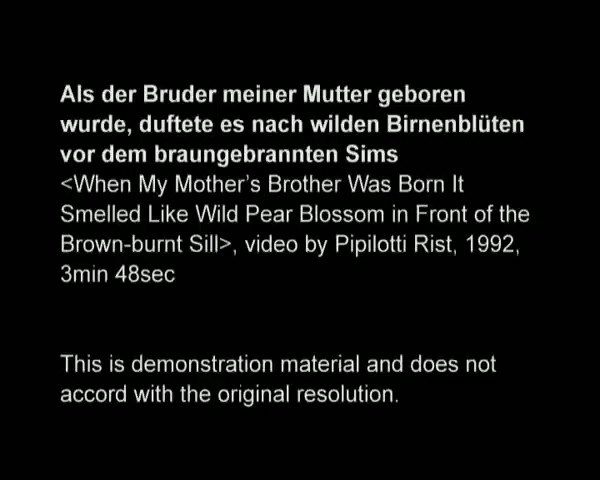 Als der Bruder meiner Mutter geboren
wurde, duftete es nach wilden Birnenblüten
vor dem braungebrannten Sims
<When My Mother's Brother Was Born It
Smelled Like Wild Pear Blossom in Front of the
Brown-burnt Sill>, video by Pipilotti Rist, 1992,
3min 48sec
This is demonstration material and does not
accord with the original resolution.